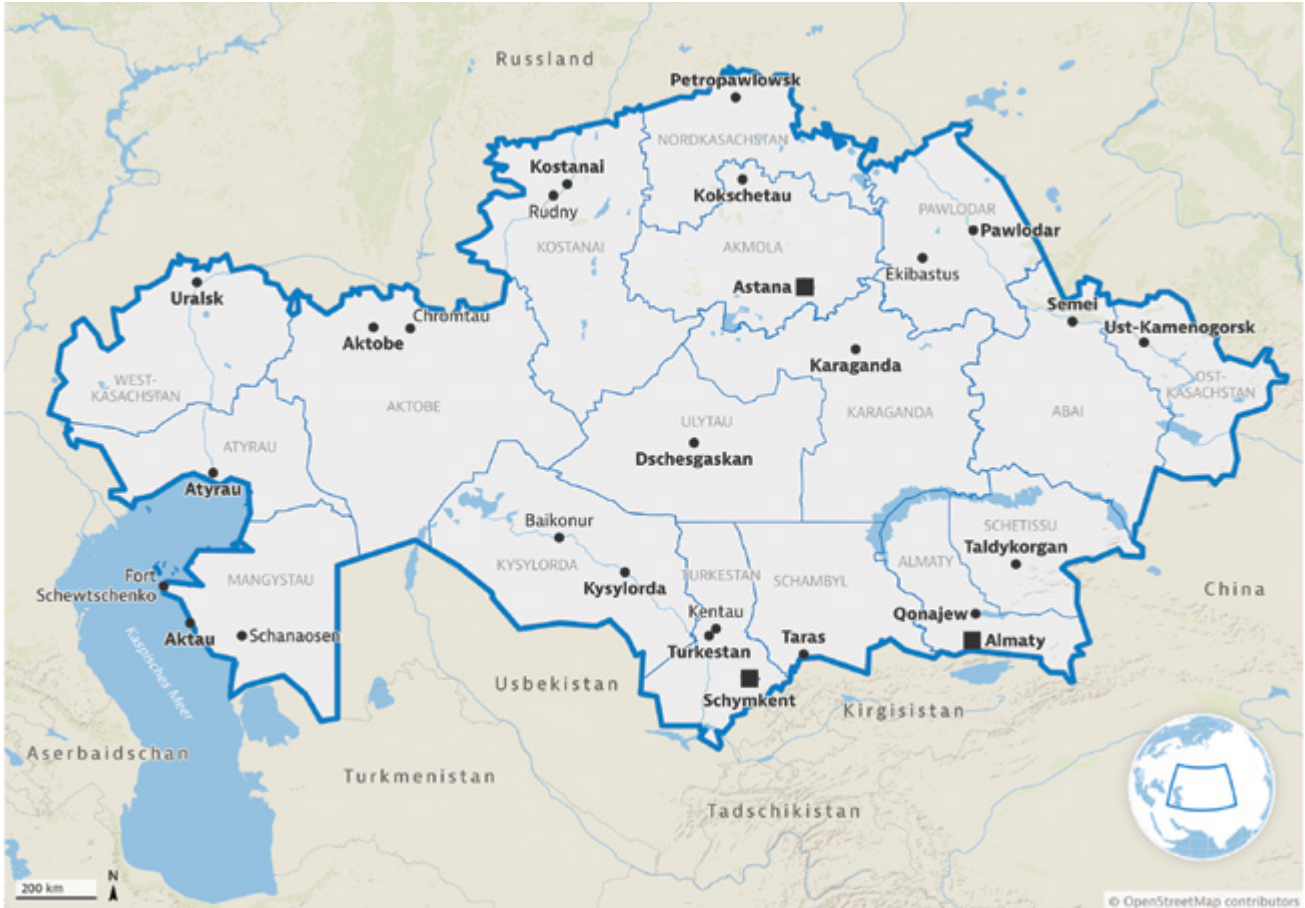 Russland
Petropawlowsk
NORDKASACHSTAN
Kostanai
Rudny
Kokschetau
PAWLODAR
Pawlodar
KOSTANAI
AKMOLA
Ekibastus
Astana
Uralsk
Semei
Chromtau
Aktobe
Ust-Kamenogorsk
Karaganda
WEST-
KASACHSTAN
OST-
KASACHSTAN
AKTOBE
ULYTAU
KARAGANDA
ABAI
ATYRAU
Dschesgaskan
Atyrau
Baikonur
SCHETISSU
Taldykorgan
KYSYLORDA
ALMATY
Fort
Schewtschenko
MANGYSTAU
Kysylorda
TURKESTAN
SCHAMBYL
China
Kentau
Qonajew
Aktau
Schanaosen
Turkestan
Taras
Almaty
Kaspisches Meer
Usbekistan
Schymkent
Kirgisistan
Aserbaidschan
Turkmenistan
Tadschikistan
200 km
N
© OpenStreetMap contributors